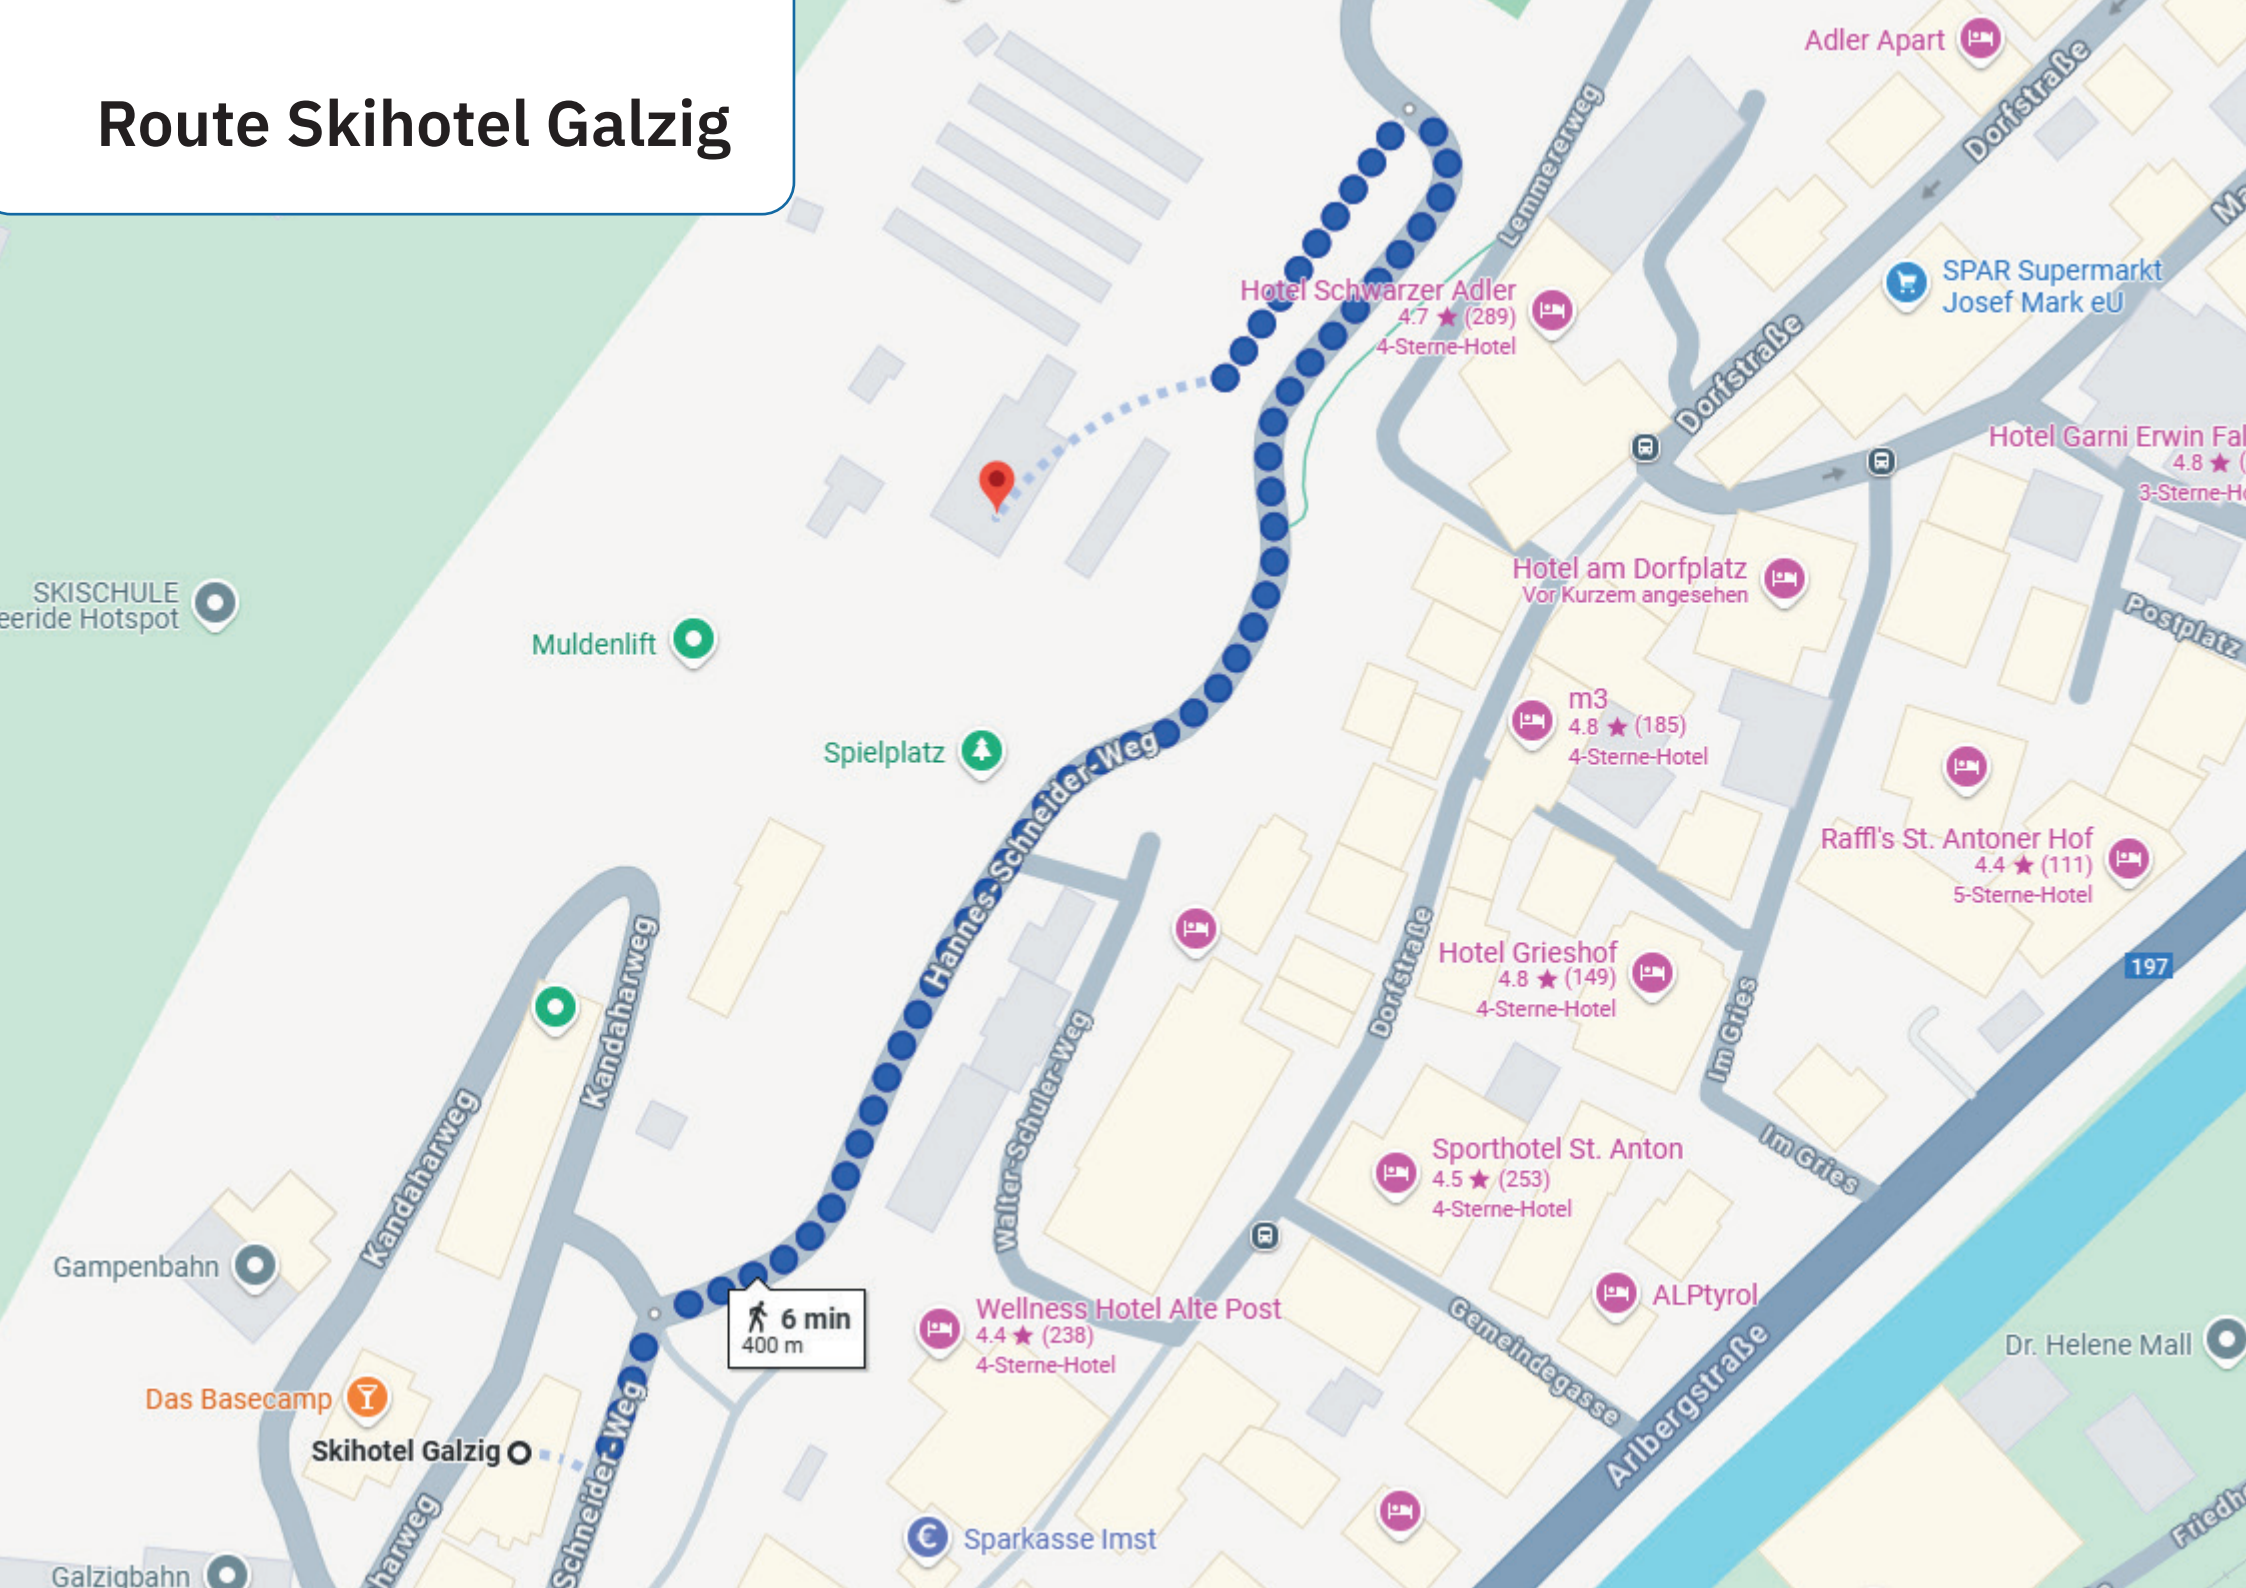 Route Skihotel Galzig
Adler Apart
Dorfstraße
Lemmererweg
SPAR Supermarkt
Josef Mark eU
Hotel Schwarzer Adler
4.7 ★ (289)
4-Sterne-Hotel
Dorfstraße
Hotel Garni Erwin Fal
4.8 ★ (
3-Sterne-Ho
SKISCHULE
eeride Hotspot
Hotel am Dorfplatz
Vor Kurzem angesehen
Postplatz
Muldenlift
m3
4.8 ★ (185)
4-Sterne-Hotel
Spielplatz
Hannes-Schneider-Weg
Raffl's St. Antoner Hof
4.4 ★ (111)
5-Sterne-Hotel
Kandaharweg
Dorfstraße
Hotel Grieshof
4.8 ★ (149)
4-Sterne-Hotel
197
Im Gries
Kandaharweg
Walter-Schuler-Weg
Sporthotel St. Anton
4.5 ★ (253)
4-Sterne-Hotel
Im Gries
Gampenbahn
6 min
400 m
Wellness Hotel Alte Post
4.4 ★ (238)
4-Sterne-Hotel
ALPtyrol
Gemeindegasse
Arlbergstraße
Dr. Helene Mall
Das Basecamp
Skihotel Galzig
Schneider-Weg
Sparkasse Imst
harweg
Friedh
Galzigbahn